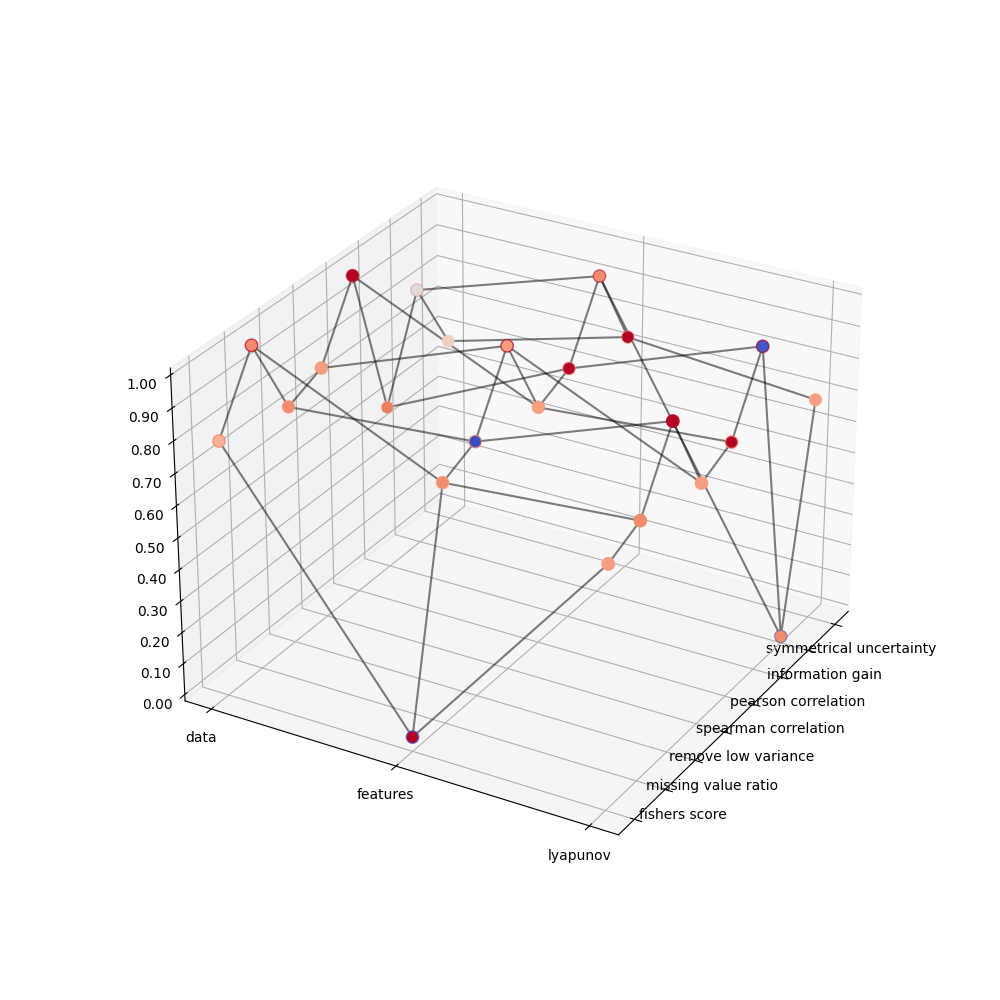 1.00
0.90
0.80
0.70
0.60
0.50
0.40
0.30
0.20
0.10
0.00
data
features
lyapunov
symmetrical uncertainty
information gain
pearson correlation
spearman correlation
remove low variance
missing value ratio
fishers score